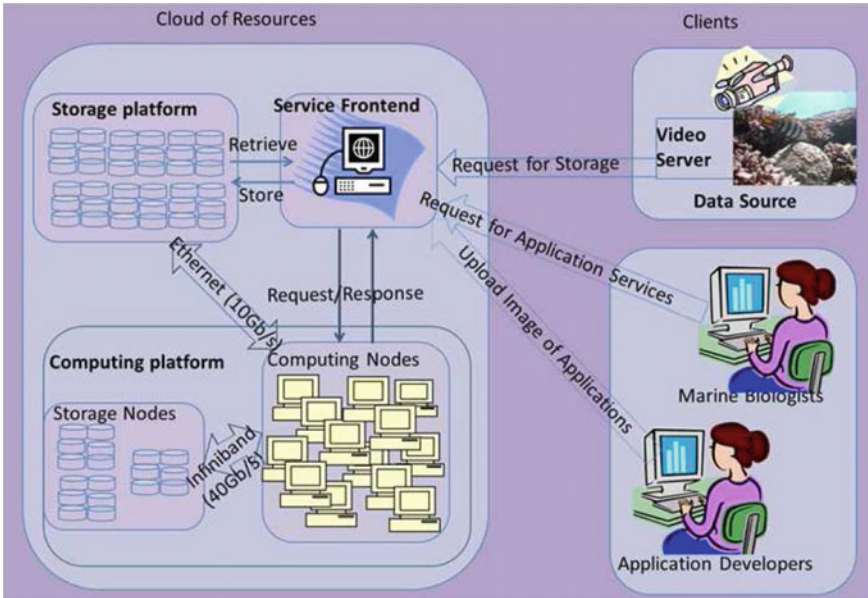 Cloud of Resources
Clients
Storage platform
Service Frontend
Retrieve
Store
Video
Server
Data Source
Request for Storage
Request for Application Services
Upload Image of Applications
Ethernet (10Gb/s)
Request/Response
Computing platform
Computing Nodes
Storage Nodes
Infiniband
(40Gb/s)
Marine Biologists
Application Developers